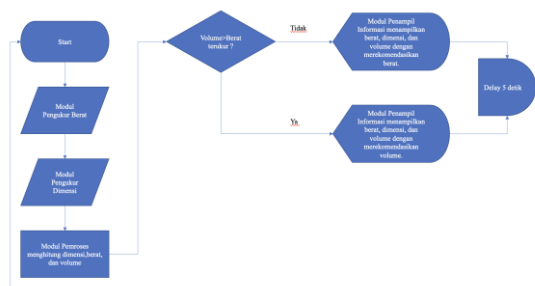 Start
Modul
Pengukur Berat
Modul
Pengukur
Dimensi
Modul Pemroses
menghitung dimensi,berat,
dan volume
Volume>Berat
terukur ?
Tidak
Ya
Modul Penampil
Informasi menampilkan
berat, dimensi, dan
volume dengan
merekomendasikan
berat.
Modul Penampil
Informasi menampilkan
berat, dimensi, dan
volume dengan
merekomendasikan
volume.
Delay 5 detik